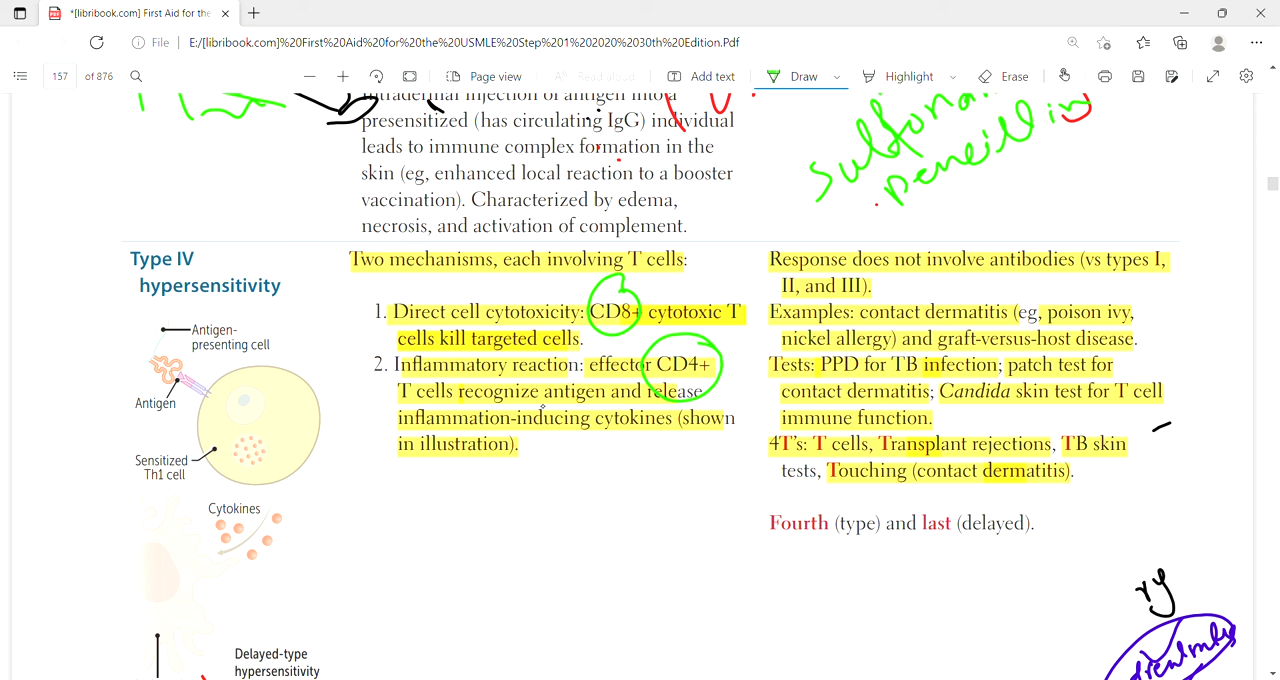 *[libribook.com] First Aid for the
File E:/[libribook.com]%20First%20Aid%20for%20the%20USMLE%20Step%201%202020%2030th%20Edition.Pdf
157 of 876 Page view Read aloud Add text Draw Highlight Erase
intradermal injection of antigen into a
presensitized (has circulating IgG) individual
leads to immune complex formation in the
skin (eg, enhanced local reaction to a booster
vaccination). Characterized by edema,
necrosis, and activation of complement.
pencillin
Type IV
hypersensitivity
Antigen-
presenting cell
Antigen
Sensitized
Th1 cell
Cytokines
Delayed-type
hypersensitivity
Two mechanisms, each involving T cells:
1. Direct cell cytotoxicity: CD8+ cytotoxic T
cells kill targeted cells.
2. Inflammatory reaction: effector CD4+
T cells recognize antigen and release
inflammation-inducing cytokines (shown
in illustration).
Response does not involve antibodies (vs types I,
II, and III).
Examples: contact dermatitis (eg, poison ivy,
nickel allergy) and graft-versus-host disease.
Tests: PPD for TB infection; patch test for
contact dermatitis; Candida skin test for T cell
immune function.
4T's: T cells, Transplant rejections, TB skin
tests, Touching (contact dermatitis).
Fourth (type) and last (delayed).